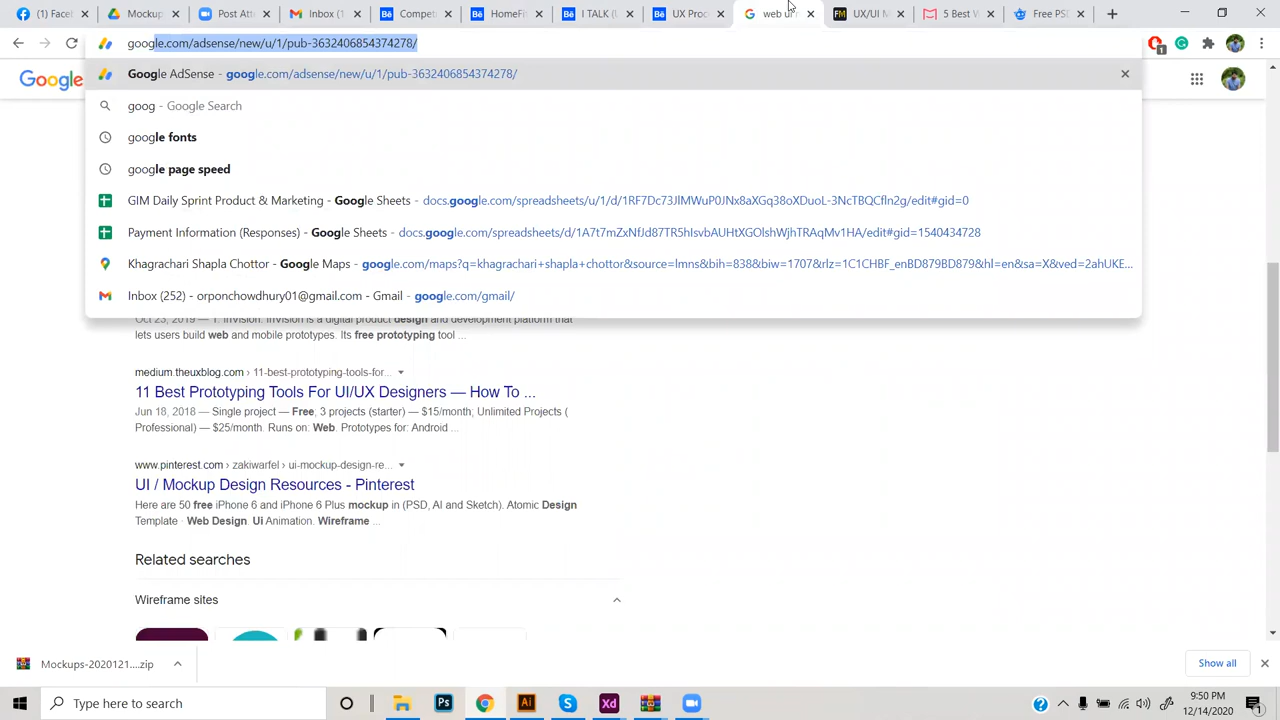 (1) Face
Mockup
AdSense
Post Att
Inbox (1
Compet
HomeFi
I TALK (U
UX Proc
web ui
UX/UI M
5 Best V
Free PSD
google.com/adsense/new/u/1/pub-3632406854374278/
1
Google
Google AdSense - google.com/adsense/new/u/1/pub-3632406854374278/
goog - Google Search
google fonts
google page speed
GIM Daily Sprint Product & Marketing - Google Sheets - docs.google.com/spreadsheets/u/1/d/1RF7Dc73JlMWuP0JNx8aXGq38oXDuoL-3NcTBQCfln2g/edit#gid=0
Payment Information (Responses) - Google Sheets - docs.google.com/spreadsheets/d/1A7t7mZxNfJd87TR5hIsvbAUHtXGOlshWjhTRAqMv1HA/edit#gid=1540434728
Khagrachari Shapla Chottor - Google Maps - google.com/maps?q=khagrachari+shapla+chottor&source=lmns&bih=838&biw=1707&rlz=1C1CHBF_enBD879BD879&hl=en&sa=X&ved=2ahUKE...
Inbox (252) - orponchowdhury01@gmail.com - Gmail - google.com/gmail/
Oct 23, 2019 — 1. InVision. InVision is a digital product design and development platform that
lets users build web and mobile prototypes. Its free prototyping tool ...
medium.theuxblog.com › 11-best-prototyping-tools-for...
11 Best Prototyping Tools For UI/UX Designers — How To ...
Jun 18, 2018 — Single project — Free; 3 projects (starter) — $15/month; Unlimited Projects (
Professional) — $25/month. Runs on: Web. Prototypes for: Android ...
www.pinterest.com › zakiwarfel › ui-mockup-design-re...
UI / Mockup Design Resources - Pinterest
Here are 50 free iPhone 6 and iPhone 6 Plus mockup in (PSD, AI and Sketch). Atomic Design
Template · Web Design. Ui Animation. Wireframe ...
Related searches
Wireframe sites
Mockups-2020121....zip
Show all
Type here to search
9:50 PM
12/14/2020